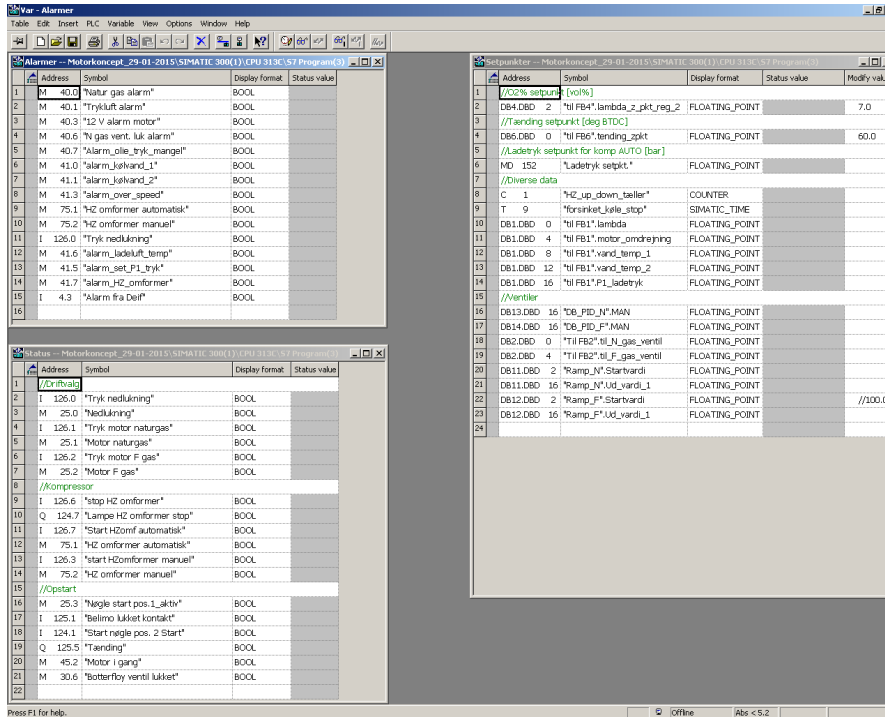 Var - Alarmer
Table Edit Insert PLC Variable View Options Window Help
Alarmer -- Motorkoncept_29-01-2015\SIMATIC 300(1)\CPU 313C\S7 Program(3)
Address Symbol Display format Status value
1 M 40.0 "Natur gas alarm" BOOL
2 M 40.1 "Trykluft alarm" BOOL
3 M 40.3 "12 V alarm motor" BOOL
4 M 40.6 "N gas vent. luk alarm" BOOL
5 M 40.7 "Alarm_olie_tryk_mangel" BOOL
6 M 41.0 "alarm_kølvand_1" BOOL
7 M 41.1 "alarm_kølvand_2" BOOL
8 M 41.3 "alarm_over_speed" BOOL
9 M 75.1 "HZ omformer automatisk" BOOL
10 M 75.2 "HZ omformer manuel" BOOL
11 I 126.0 "Tryk nedlukning" BOOL
12 M 41.6 "alarm_ladeluft_temp" BOOL
13 M 41.5 "alarm_set_P1_tryk" BOOL
14 M 41.7 "alarm_HZ_omformer" BOOL
15 I 4.3 "Alarm fra Deif" BOOL
16
Status -- Motorkoncept_29-01-2015\SIMATIC 300(1)\CPU 313C\S7 Program(3)
Address Symbol Display format Status value
1 //Driftvalg
2 I 126.0 "Tryk nedlukning" BOOL
3 M 25.0 "Nedlukning" BOOL
4 I 126.1 "Tryk motor naturgas" BOOL
5 M 25.1 "Motor naturgas" BOOL
6 I 126.2 "Tryk motor F gas" BOOL
7 M 25.2 "Motor F gas" BOOL
8 //Kompressor
9 I 126.6 "stop HZ omformer" BOOL
10 Q 124.7 "Lampe HZ omformer stop" BOOL
11 I 126.7 "Start HZomf automatisk" BOOL
12 M 75.1 "HZ omformer automatisk" BOOL
13 I 126.3 "start HZomformer manuel" BOOL
14 M 75.2 "HZ omformer manuel" BOOL
15 //Opstart
16 M 25.3 "Nøgle start pos.1_aktiv" BOOL
17 I 125.1 "Belimo lukket kontakt" BOOL
18 I 124.1 "Start nøgle pos. 2 Start" BOOL
19 Q 125.5 "Tænding" BOOL
20 M 45.2 "Motor i gang" BOOL
21 M 30.6 "Botterfloy ventil lukket" BOOL
22
Setpunkter -- Motorkoncept_29-01-2015\SIMATIC 300(1)\CPU 313C\S7 Program(3)
Address Symbol Display format Status value Modify valu
1 //O2% setpunkt [vol%]
2 DB4.DBD 2 "til FB4".lambda_z_pkt_reg_2 FLOATING_POINT 7.0
3 //Tænding setpunkt [deg BTDC]
4 DB6.DBD 0 "til FB6".tending_zpkt FLOATING_POINT 60.0
5 //Ladetryk setpunkt for komp AUTO [bar]
6 MD 152 "Ladetryk setpkt." FLOATING_POINT
7 //Diverse data
8 C 1 "HZ_up_down_tæller" COUNTER
9 T 9 "forsinket_køle_stop" SIMATIC_TIME
10 DB1.DBD 0 "til FB1".lambda FLOATING_POINT
11 DB1.DBD 4 "til FB1".motor_omdrejning FLOATING_POINT
12 DB1.DBD 8 "til FB1".vand_temp_1 FLOATING_POINT
13 DB1.DBD 12 "til FB1".vand_temp_2 FLOATING_POINT
14 DB1.DBD 16 "til FB1".P1_ladetryk FLOATING_POINT
15 //Ventiler
16 DB13.DBD 16 "DB_PID_N".MAN FLOATING_POINT
17 DB14.DBD 16 "DB_PID_F".MAN FLOATING_POINT
18 DB2.DBD 0 "Til FB2".til_N_gas_ventil FLOATING_POINT
19 DB2.DBD 4 "Til FB2".til_F_gas_ventil FLOATING_POINT
20 DB11.DBD 2 "Ramp_N".Startvardi FLOATING_POINT
21 DB11.DBD 16 "Ramp_N".Ud_vardi_1 FLOATING_POINT
22 DB12.DBD 2 "Ramp_F".Startvardi FLOATING_POINT //100.0
23 DB12.DBD 16 "Ramp_F".Ud_vardi_1 FLOATING_POINT
24
Press F1 for help. Offline Abs < 5.2